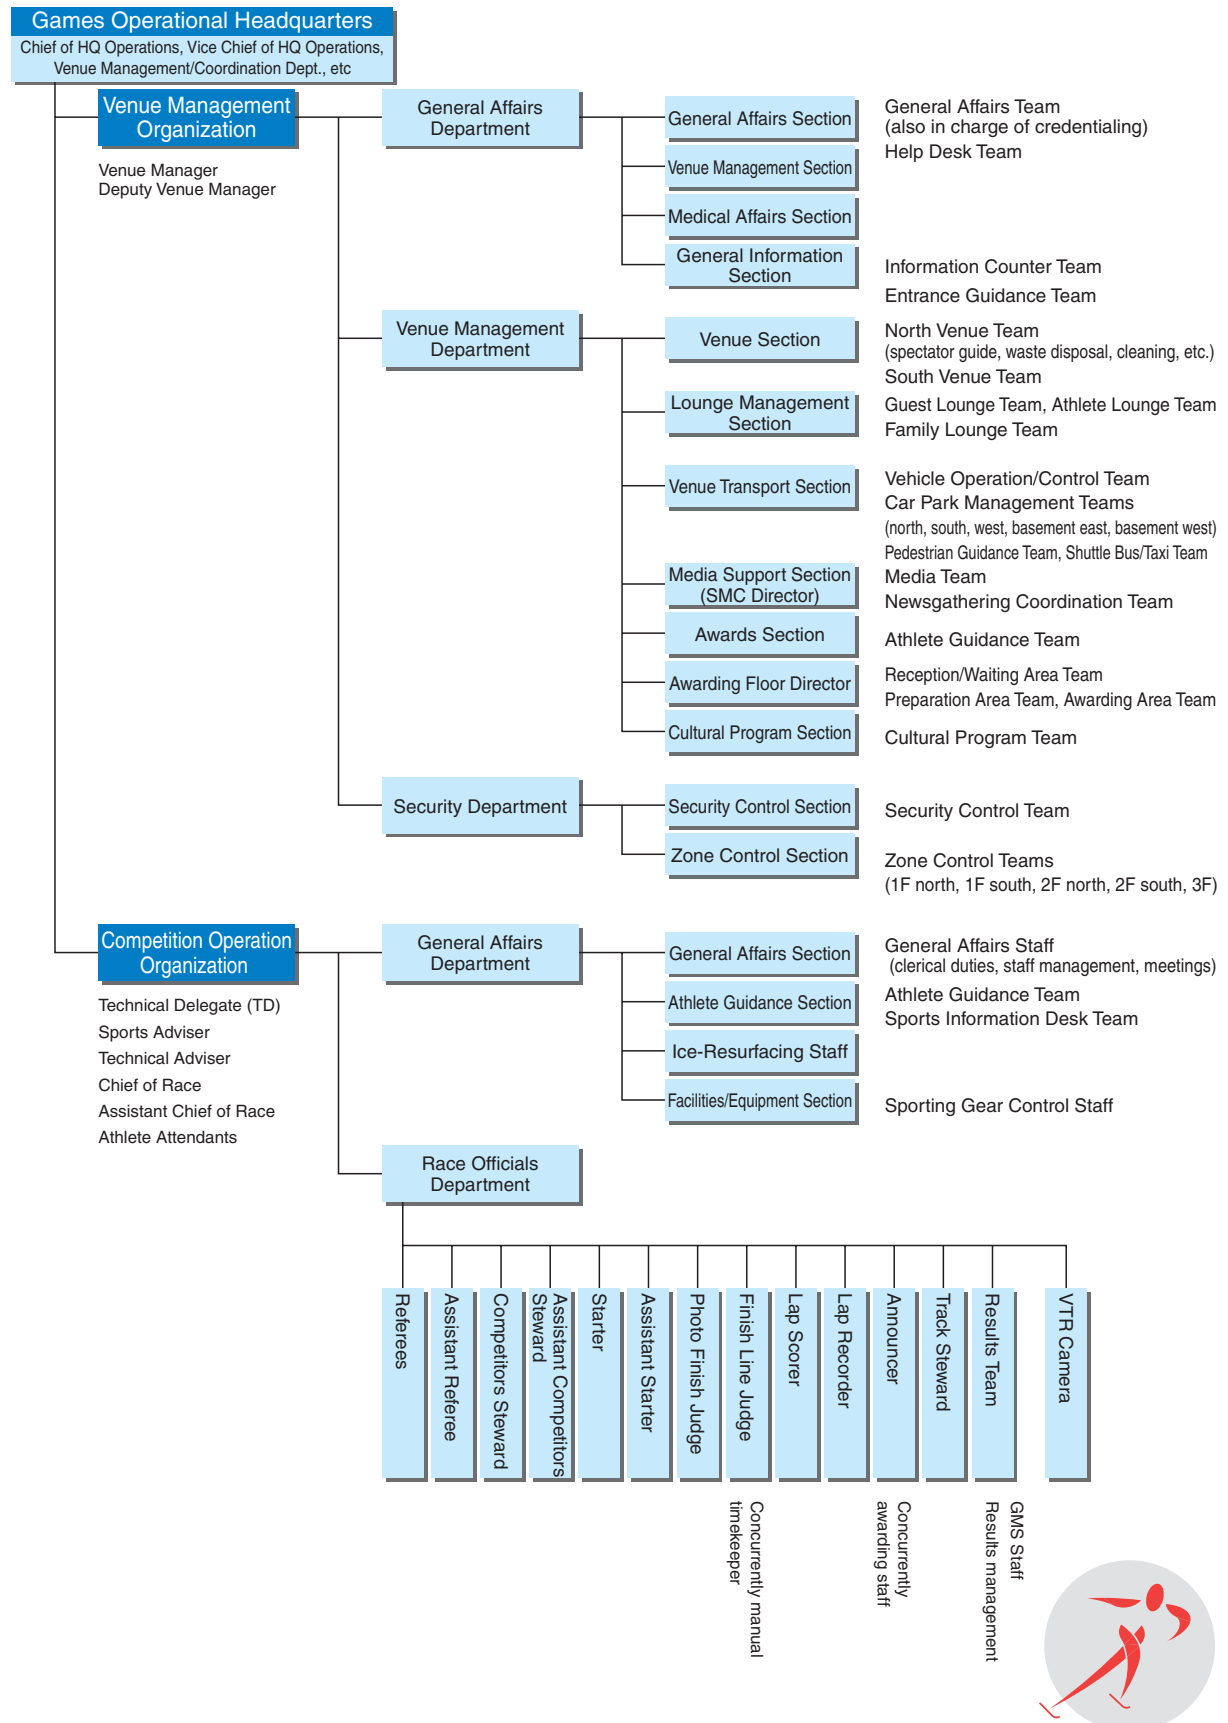 Games Operational Headquarters
Chief of HQ Operations, Vice Chief of HQ Operations,
Venue Management/Coordination Dept., etc
Venue Management
Organization
Venue Manager
Deputy Venue Manager
General Affairs
Department
General Affairs Section
General Affairs Team
(also in charge of credentialing)
Help Desk Team
Venue Management Section
Medical Affairs Section
General Information
Section
Information Counter Team
Entrance Guidance Team
Venue Management
Department
Venue Section
North Venue Team
(spectator guide, waste disposal, cleaning, etc.)
South Venue Team
Lounge Management
Section
Guest Lounge Team, Athlete Lounge Team
Family Lounge Team
Venue Transport Section
Vehicle Operation/Control Team
Car Park Management Teams
(north, south, west, basement east, basement west)
Pedestrian Guidance Team, Shuttle Bus/Taxi Team
Media Support Section
(SMC Director)
Media Team
Newsgathering Coordination Team
Awards Section
Athlete Guidance Team
Awarding Floor Director
Reception/Waiting Area Team
Preparation Area Team, Awarding Area Team
Cultural Program Section
Cultural Program Team
Security Department
Security Control Section
Security Control Team
Zone Control Section
Zone Control Teams
(1F north, 1F south, 2F north, 2F south, 3F)
Competition Operation
Organization
Technical Delegate (TD)
Sports Adviser
Technical Adviser
Chief of Race
Assistant Chief of Race
Athlete Attendants
General Affairs
Department
General Affairs Section
General Affairs Staff
(clerical duties, staff management, meetings)
Athlete Guidance Section
Athlete Guidance Team
Sports Information Desk Team
Ice-Resurfacing Staff
Facilities/Equipment Section
Sporting Gear Control Staff
Race Officials
Department
Referees
Assistant Referee
Competitors Steward
Assistant Competitors
Steward
Starter
Assistant Starter
Photo Finish Judge
Finish Line Judge
Concurrently manual
timekeeper
Lap Scorer
Lap Recorder
Announcer
Concurrently
awarding staff
Track Steward
Results Team
GMS Staff
Results management
VTR Camera